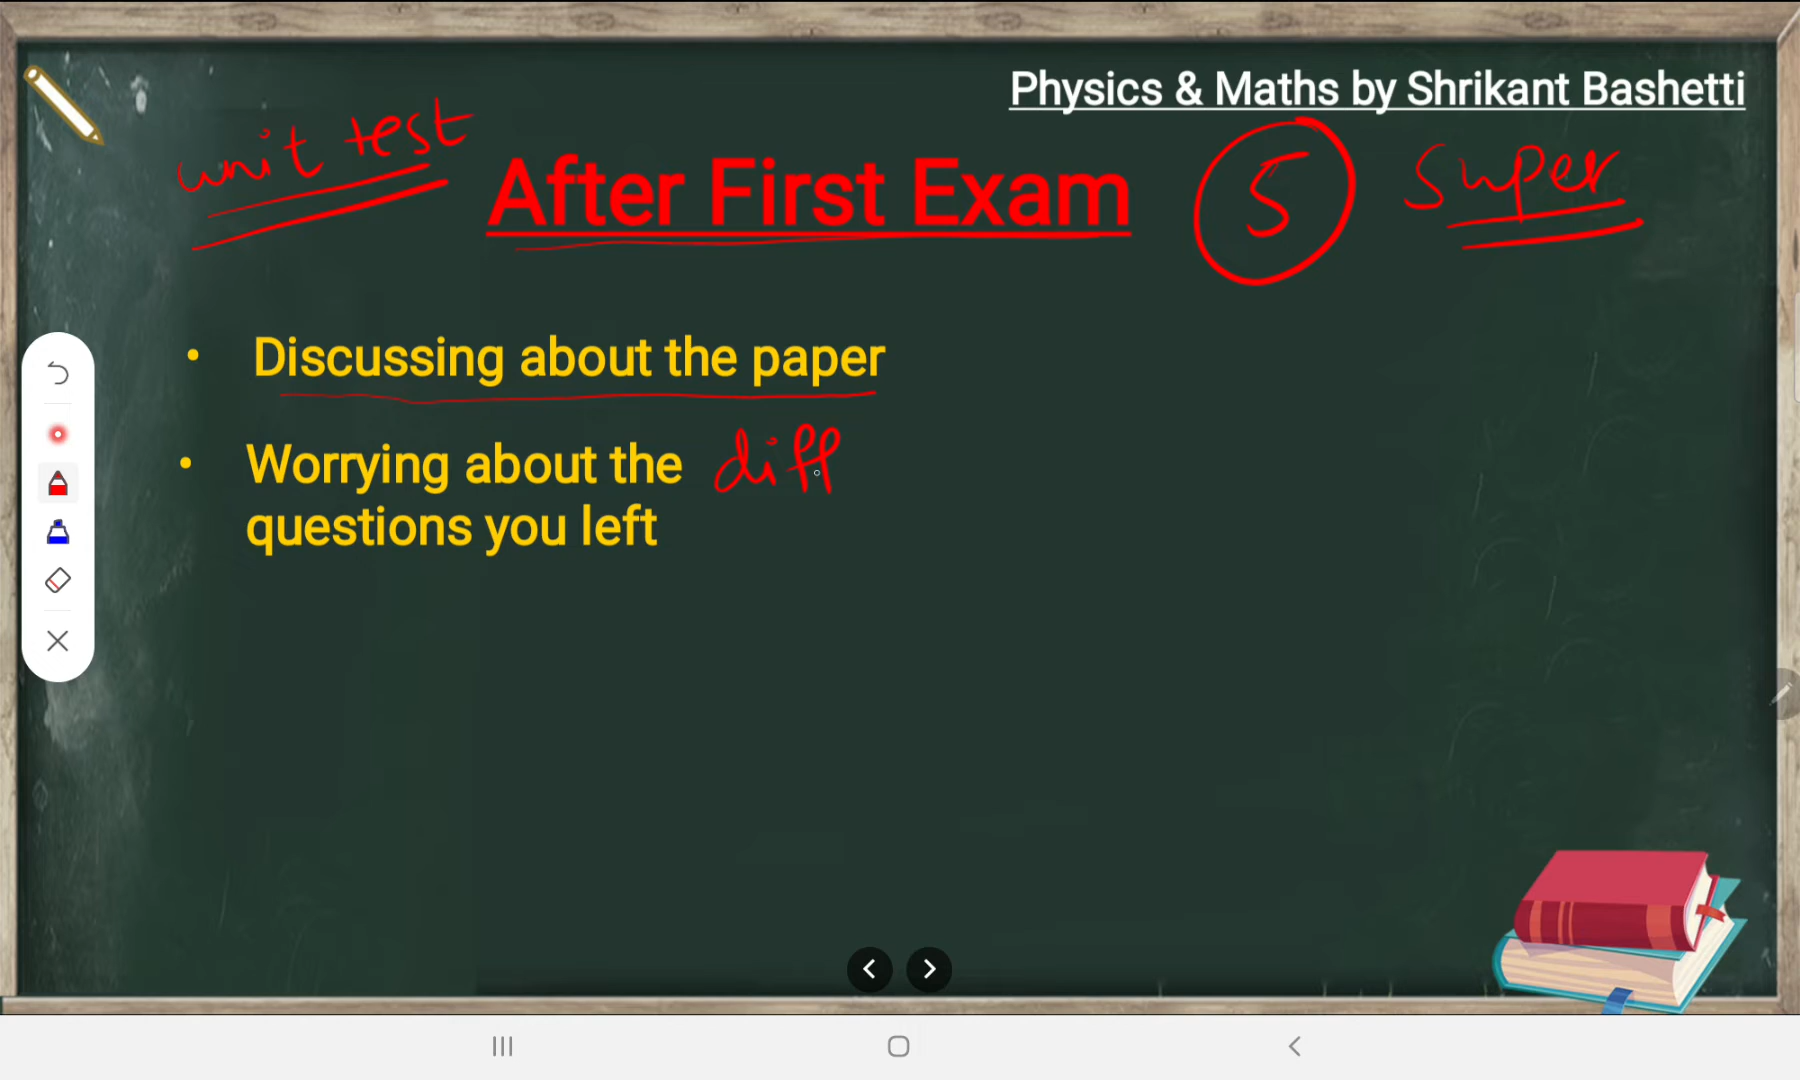 Physics & Maths by Shrikant Bashetti
unit test
After First Exam
5
super
• Discussing about the paper
• Worrying about the diff
questions you left